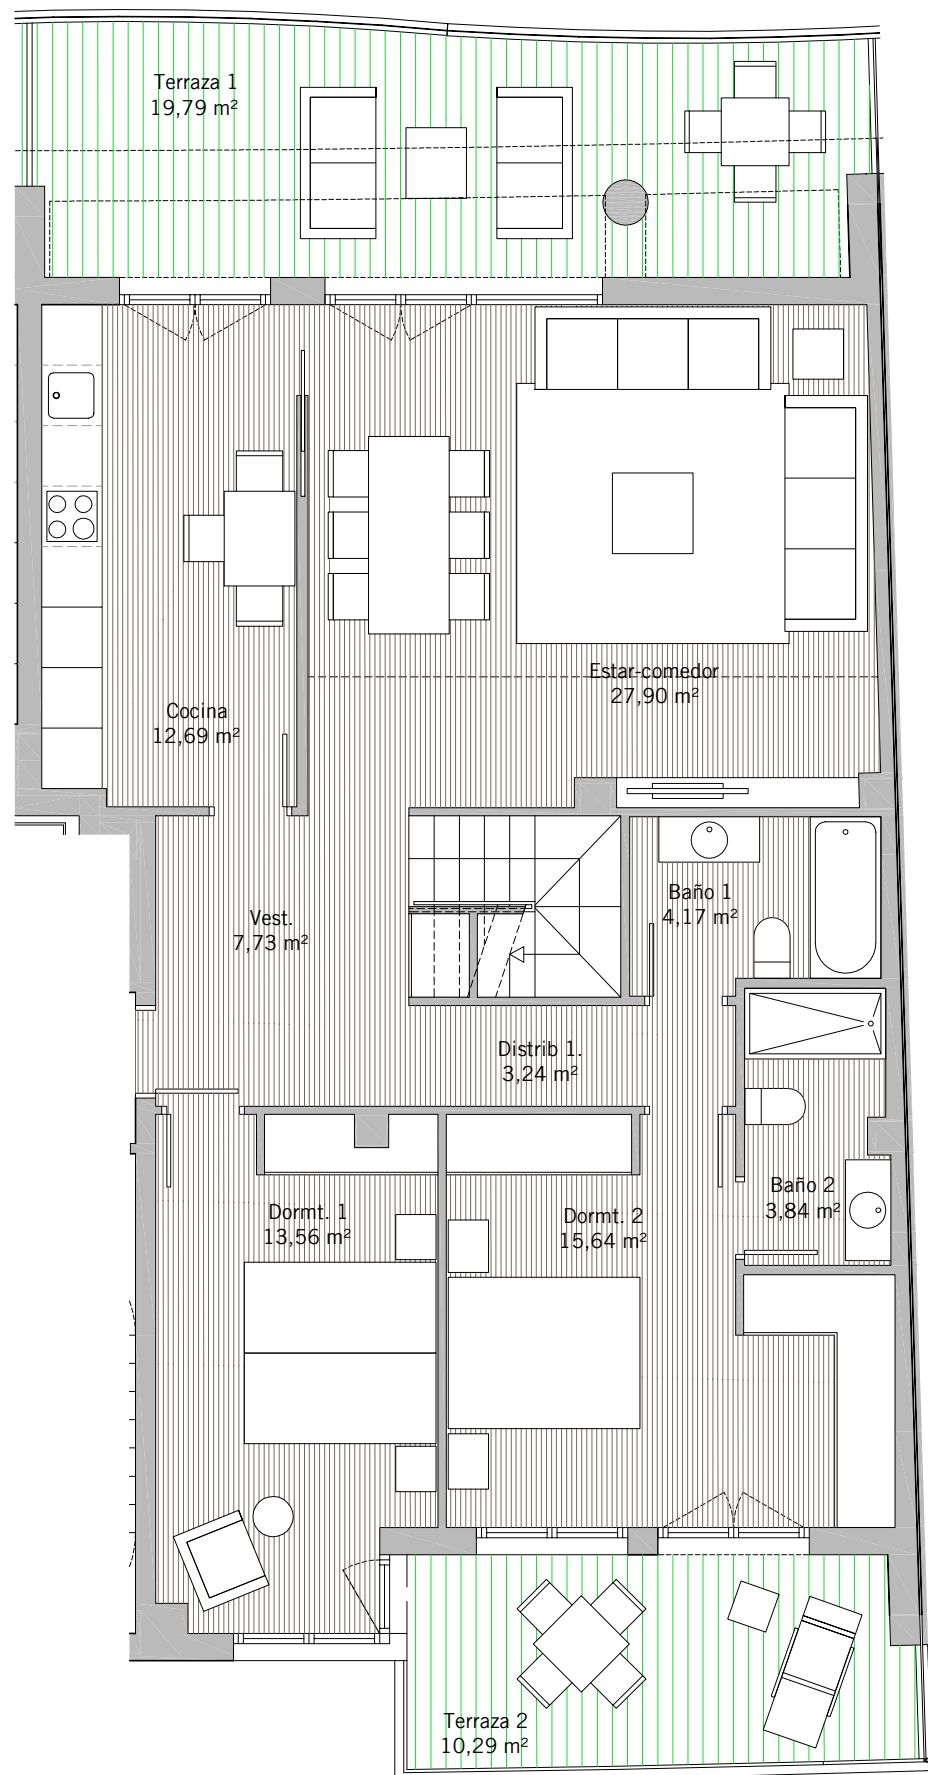 Terraza 1
19,79 m²
Estar-comedor
27,90 m²
Cocina
12,69 m²
Baño 1
4,17 m²
Vest.
7,73 m²
Distrib 1.
3,24 m²
Baño 2
3,84 m²
Dormt. 1
13,56 m²
Dormt. 2
15,64 m²
Terraza 2
10,29 m²